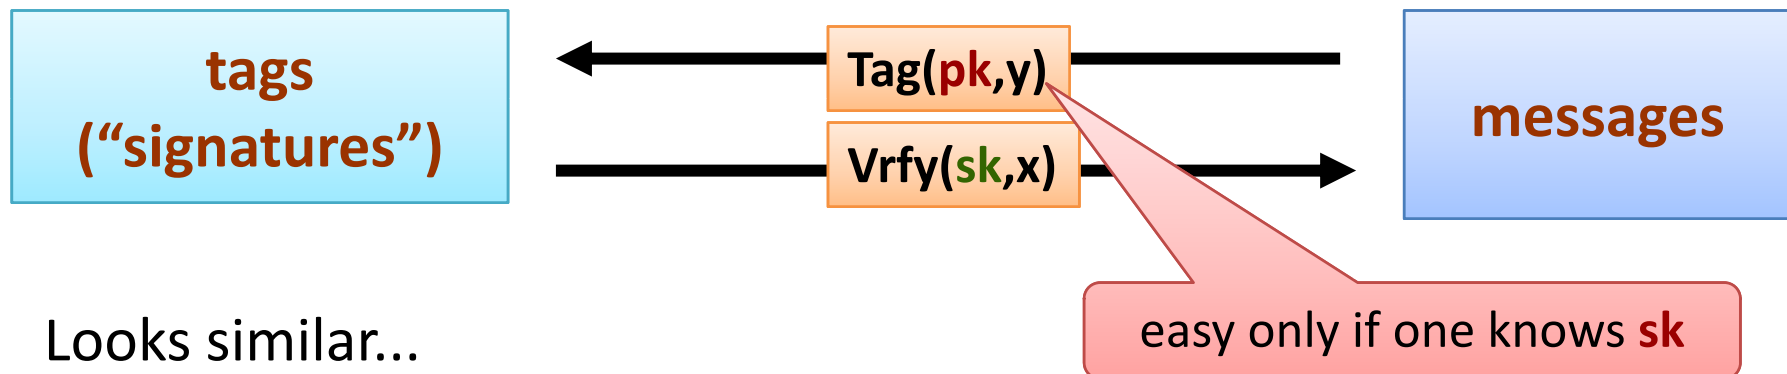 tags
(“signatures”)
Tag(pk,y)
Vrfy(sk,x)
messages
easy only if one knows sk
Looks similar...